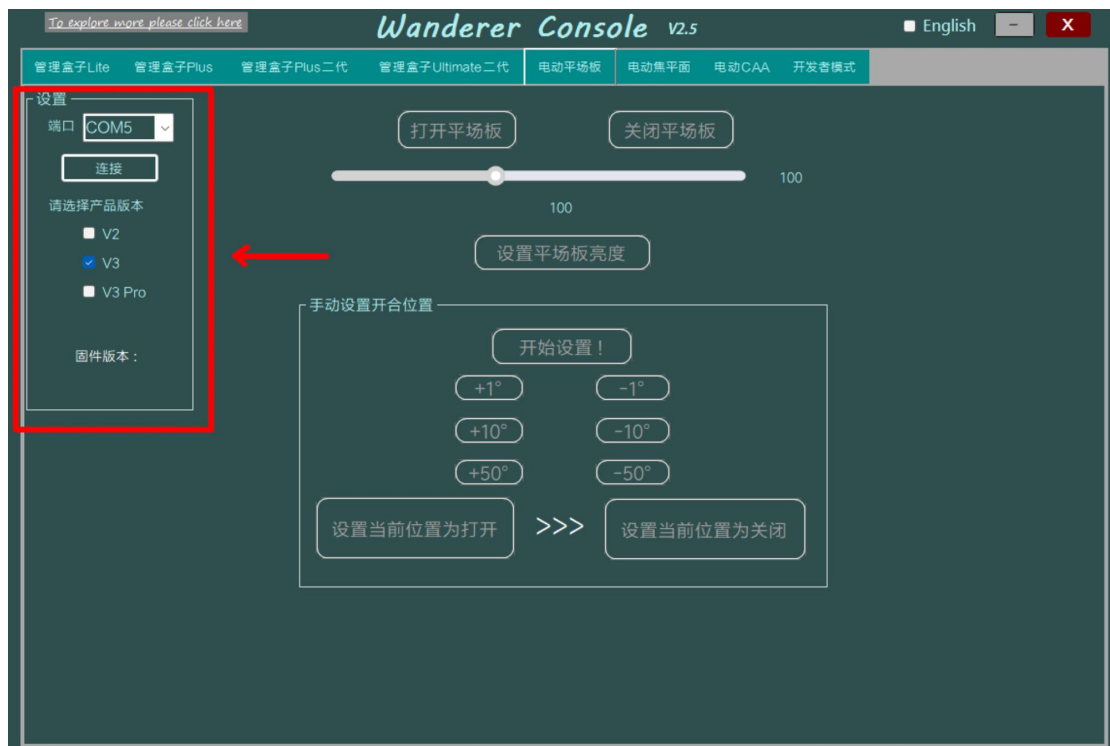 To explore more please click here
Wanderer Console V2.5
English
－
X
管理盒子Lite 管理盒子Plus 管理盒子Plus二代 管理盒子Ultimate二代 电动平场板 电动焦平面 电动CAA 开发者模式
设置
端口 COM5
连接
请选择产品版本
V2
V3
V3 Pro
固件版本：
打开平场板 关闭平场板
100
100
设置平场板亮度
手动设置开合位置
开始设置！
+1° -1°
+10° -10°
+50° -50°
设置当前位置为打开 >>> 设置当前位置为关闭